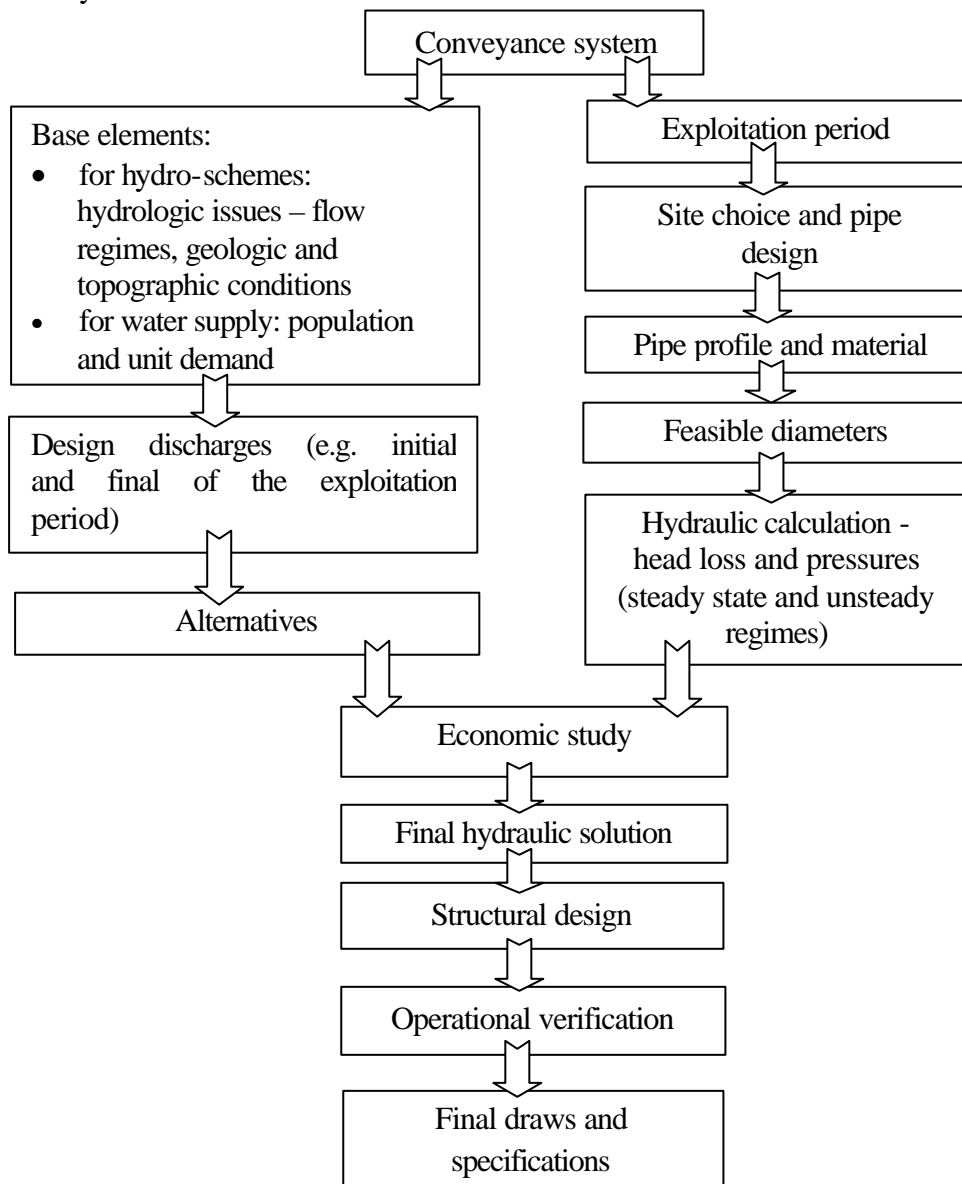 Conveyance system
Base elements:
• for hydro-schemes:
hydrologic issues – flow
regimes, geologic and
topographic conditions
• for water supply: population
and unit demand
Design discharges (e.g. initial
and final of the exploitation
period)
Alternatives
Exploitation period
Site choice and pipe
design
Pipe profile and material
Feasible diameters
Hydraulic calculation -
head loss and pressures
(steady state and unsteady
regimes)
Economic study
Final hydraulic solution
Structural design
Operational verification
Final draws and
specifications